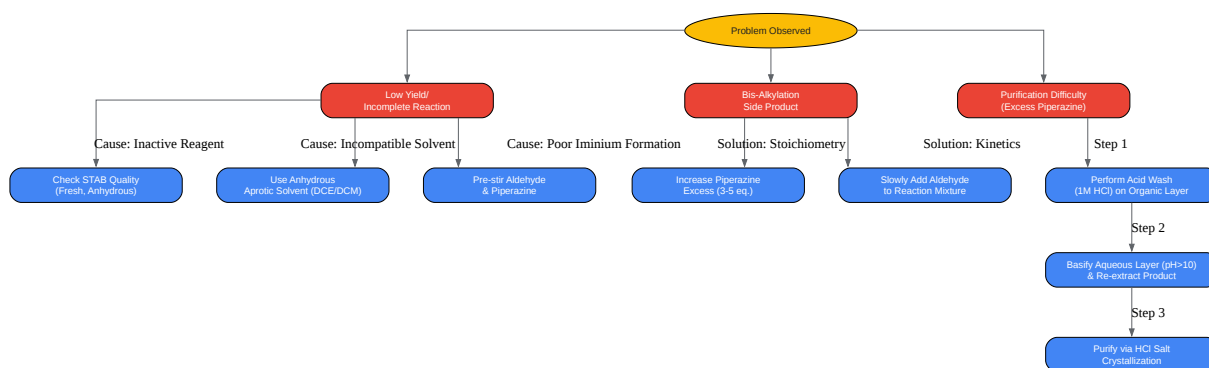 Problem Observed
Low Yield/
Incomplete Reaction
Bis-Alkylation
Side Product
Purification Difficulty
(Excess Piperazine)
Cause: Inactive Reagent
Cause: Incompatible Solvent
Cause: Poor Iminium Formation
Solution: Stoichiometry
Solution: Kinetics
Step 1
Check STAB Quality
(Fresh, Anhydrous)
Use Anhydrous
Aprotic Solvent (DCE/DCM)
Pre-stir Aldehyde
& Piperazine
Increase Piperazine
Excess (3-5 eq.)
Slowly Add Aldehyde
to Reaction Mixture
Perform Acid Wash
(1M HCl) on Organic Layer
Step 2
Basify Aqueous Layer (pH>10)
& Re-extract Product
Step 3
Purify via HCl Salt
Crystallization